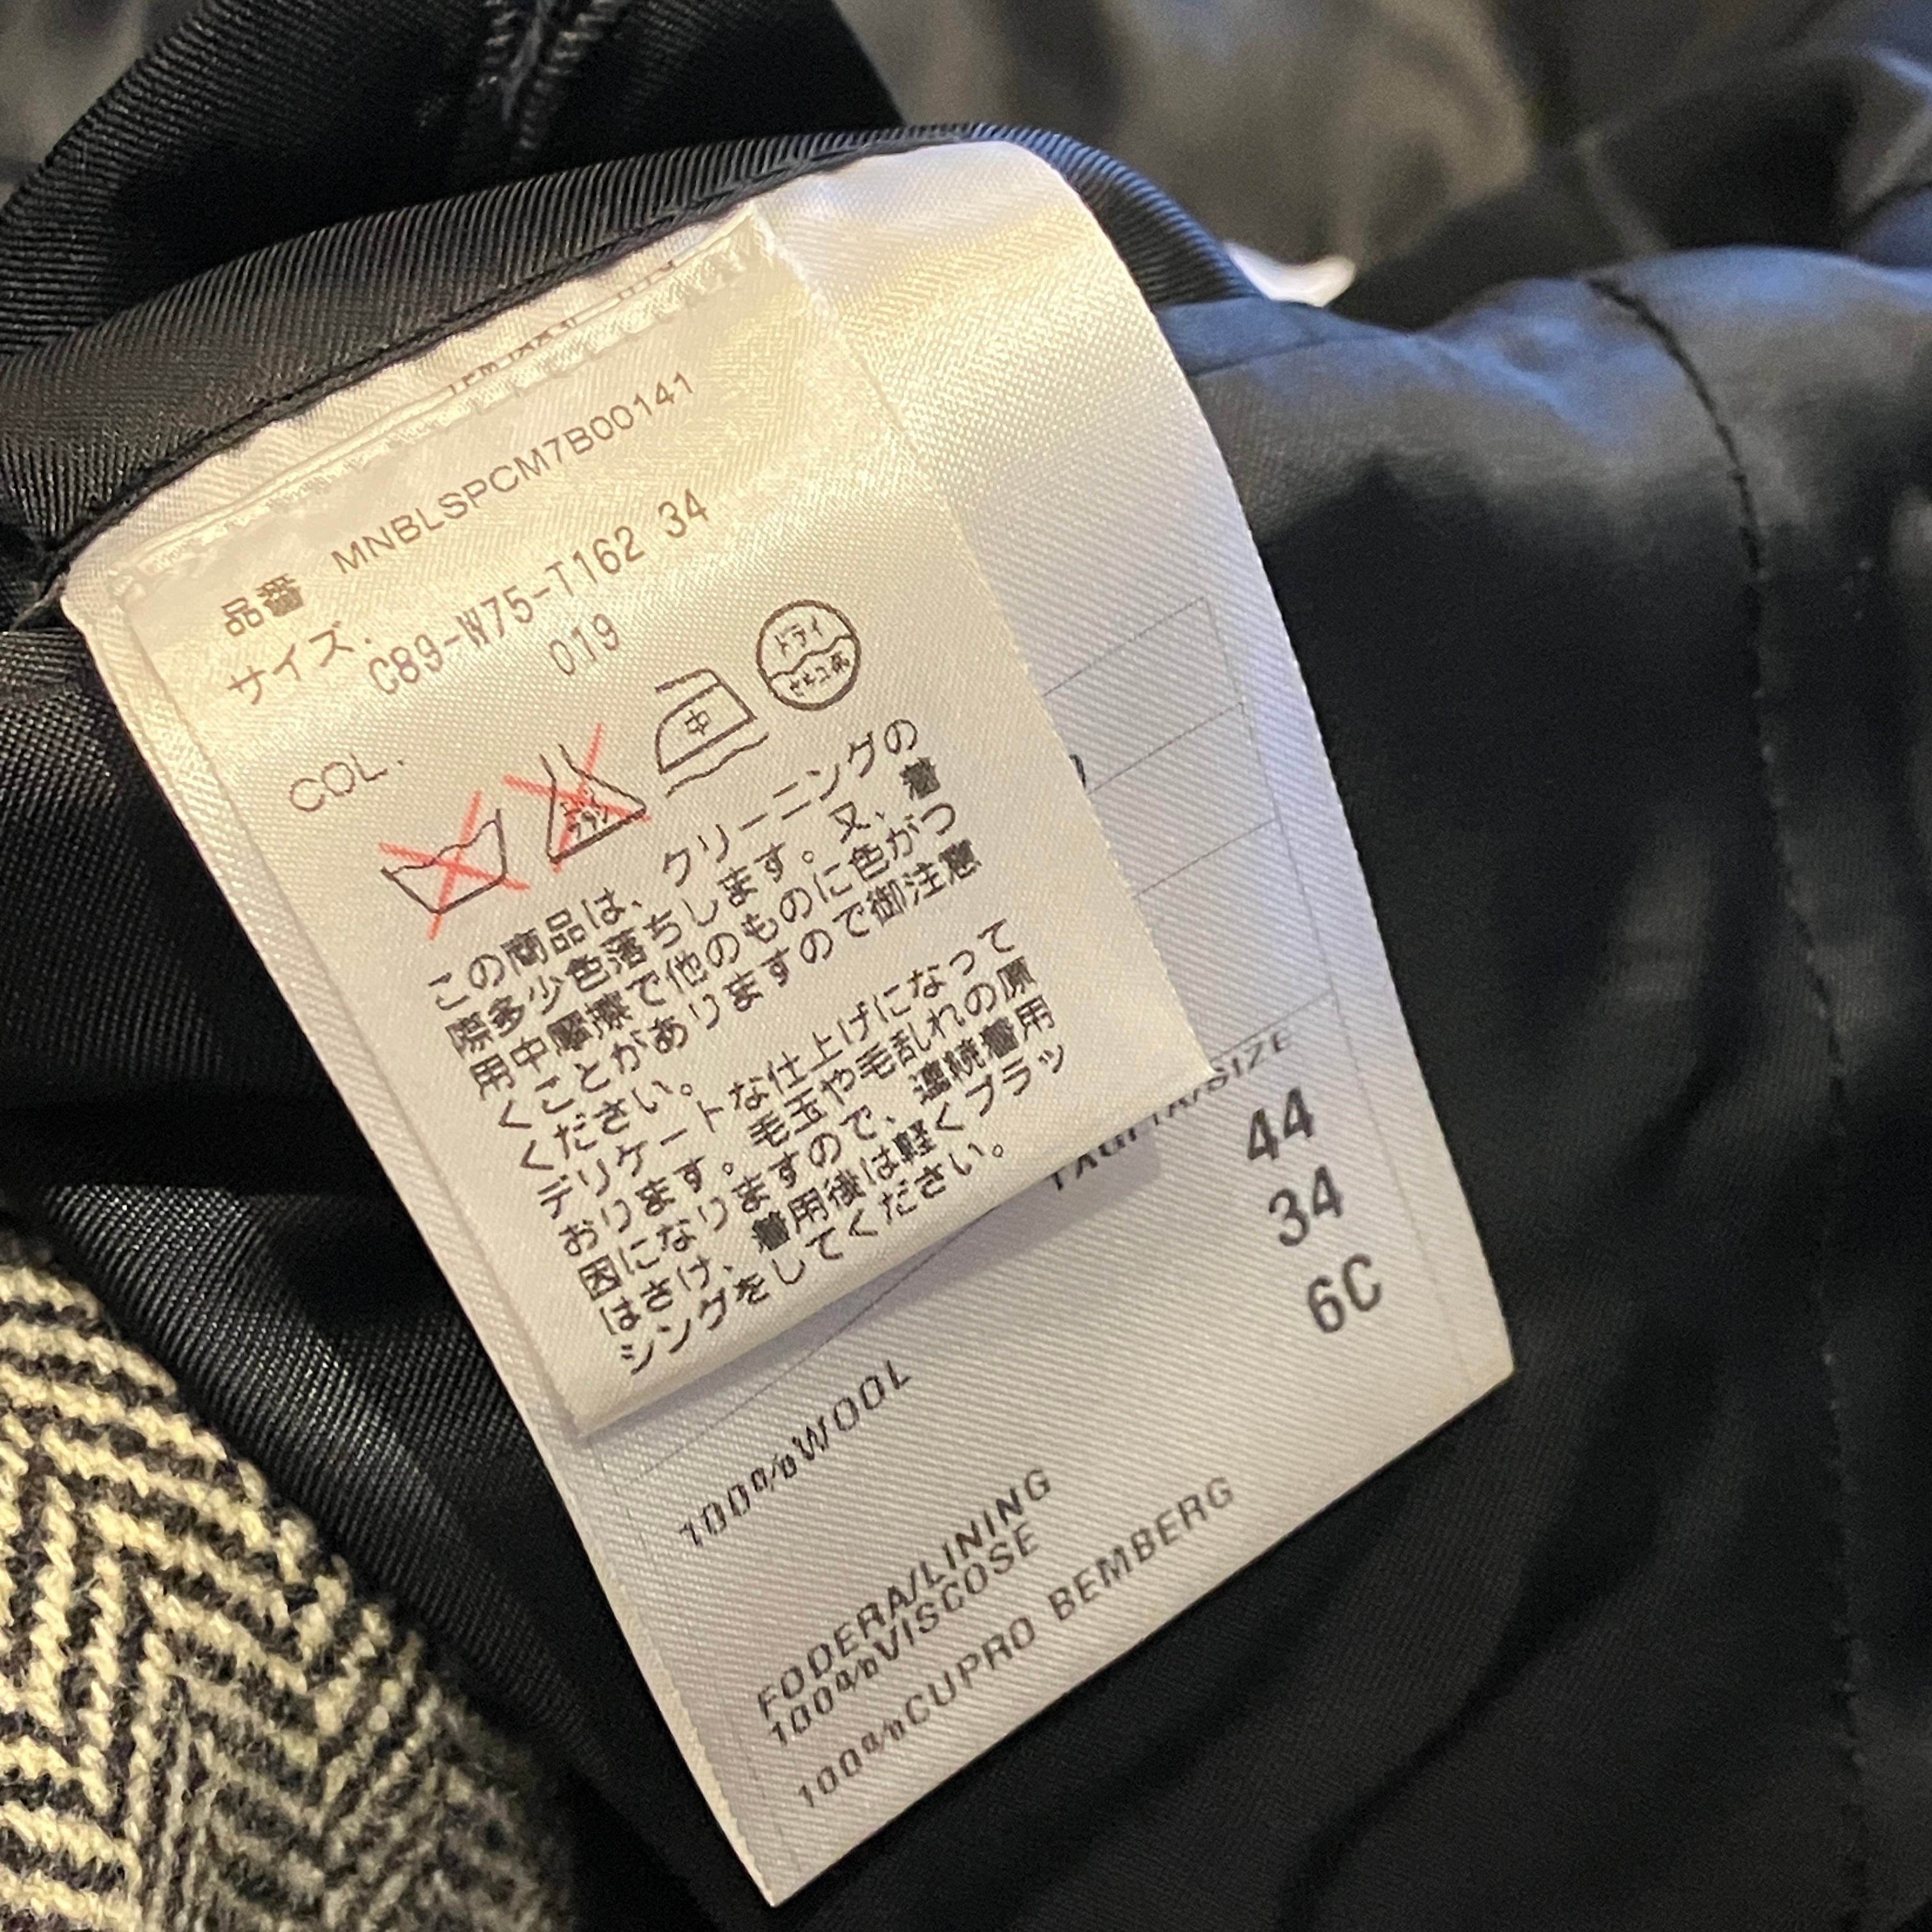 品番 MNBLSPCM7B00141
サイズ:
C89-W75-T162 34
COL. 019
中
ドライ
セキユ系
この商品は、クリーニングの
際多少色落ちします。又、着
用中摩擦で他のものに色がつ
くことがありますので御注意
ください。
デリケートな仕上げになって
おります。毛玉や毛乱れの原
因になりますので、連続着用
はさけ、着用後は軽くブラッ
シングをしてください。
TAGLIA/SIZE
44
34
6C
100%WOOL
FODERA/LINING
100%VISCOSE
100%CUPRO BEMBERG